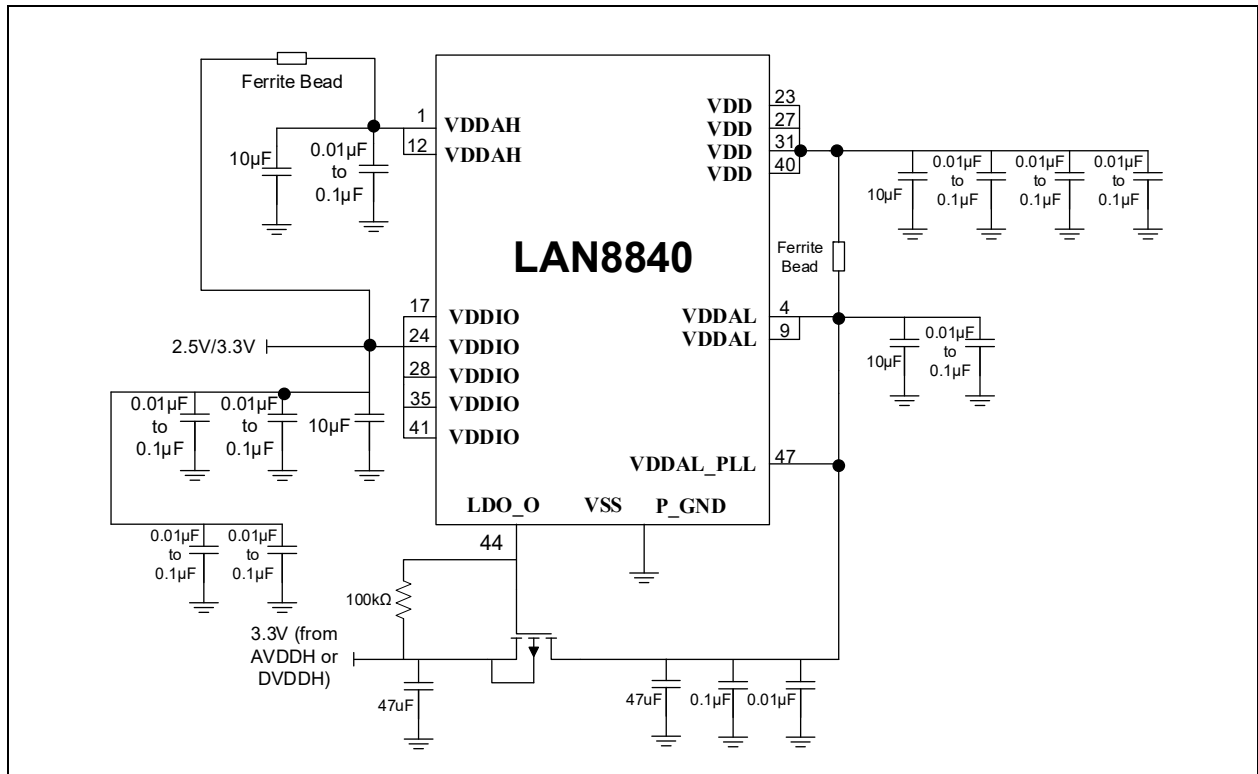 Ferrite Bead
1
VDDAH
12
VDDAH
10µF
0.01µF
to
0.1µF
VDD
23
VDD
27
VDD
31
VDD
40
10µF
0.01µF
to
0.1µF
0.01µF
to
0.1µF
0.01µF
to
0.1µF
LAN8840
Ferrite
Bead
17
VDDIO
24
VDDIO
28
VDDIO
35
VDDIO
41
VDDIO
2.5V/3.3V
VDDAL
4
VDDAL
9
10µF
0.01µF
to
0.1µF
0.01µF
to
0.1µF
0.01µF
to
0.1µF
10µF
VDDAL_PLL
47
LDO_O
VSS
P_GND
44
0.01µF
to
0.1µF
0.01µF
to
0.1µF
100kΩ
3.3V (from
AVDDH or
DVDDH)
47uF
47uF
0.1µF
0.01µF